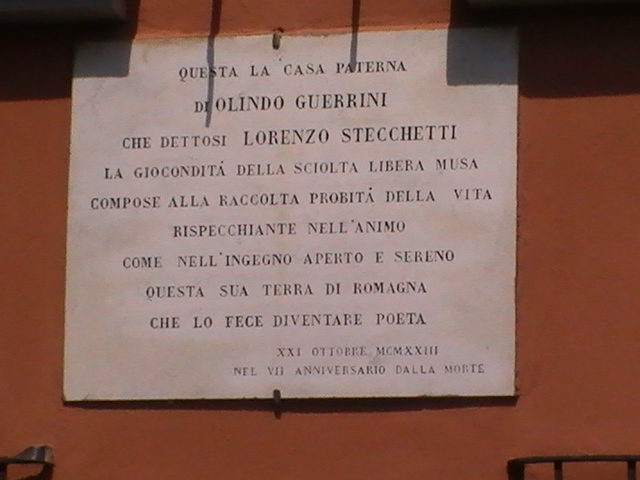 QUESTA LA CASA PATERNA
DI OLINDO GUERRINI
CHE DETTOSI LORENZO STECCHETTI
LA GIOCONDITÁ DELLA SCIOLTA LIBERA MUSA
COMPOSE ALLA RACCOLTA PROBITÁ DELLA VITA
RISPECCHIANTE NELL'ANIMO
COME NELL'INGEGNO APERTO E SERENO
QUESTA SUA TERRA DI ROMAGNA
CHE LO FECE DIVENTARE POETA
XXI OTTOBRE MCMXXIII
NEL VII ANNIVERSARIO DALLA MORTE